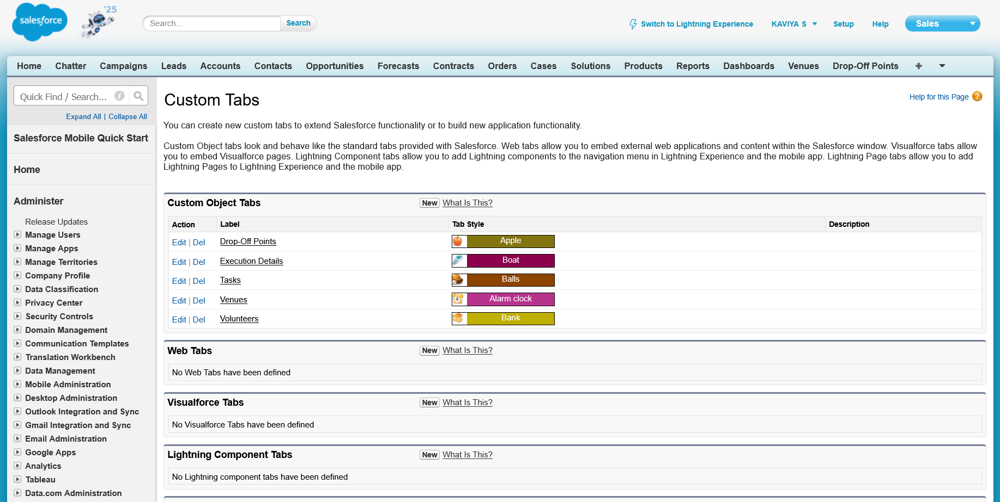 salesforce
'25
Search...
Search
Switch to Lightning Experience
KAVIYA S
Setup
Help
Sales
Home Chatter Campaigns Leads Accounts Contacts Opportunities Forecasts Contracts Orders Cases Solutions Products Reports Dashboards Venues Drop-Off Points +
Quick Find / Search...
Expand All | Collapse All
Salesforce Mobile Quick Start
Home
Administer
Release Updates
Manage Users
Manage Apps
Manage Territories
Company Profile
Data Classification
Privacy Center
Security Controls
Domain Management
Communication Templates
Translation Workbench
Data Management
Mobile Administration
Desktop Administration
Outlook Integration and Sync
Gmail Integration and Sync
Email Administration
Google Apps
Analytics
Tableau
Data.com Administration
Custom Tabs
Help for this Page ?
You can create new custom tabs to extend Salesforce functionality or to build new application functionality.
Custom Object tabs look and behave like the standard tabs provided with Salesforce. Web tabs allow you to embed external web applications and content within the Salesforce window. Visualforce tabs allow
you to embed Visualforce pages. Lightning Component tabs allow you to add Lightning components to the navigation menu in Lightning Experience and the mobile app. Lightning Page tabs allow you to add
Lightning Pages to Lightning Experience and the mobile app.
Custom Object Tabs New What Is This?
Action Label Tab Style Description
Edit | Del Drop-Off Points Apple
Edit | Del Execution Details Boat
Edit | Del Tasks Balls
Edit | Del Venues Alarm clock
Edit | Del Volunteers Bank
Web Tabs New What Is This?
No Web Tabs have been defined
Visualforce Tabs New What Is This?
No Visualforce Tabs have been defined
Lightning Component Tabs New What Is This?
No Lightning component tabs have been defined